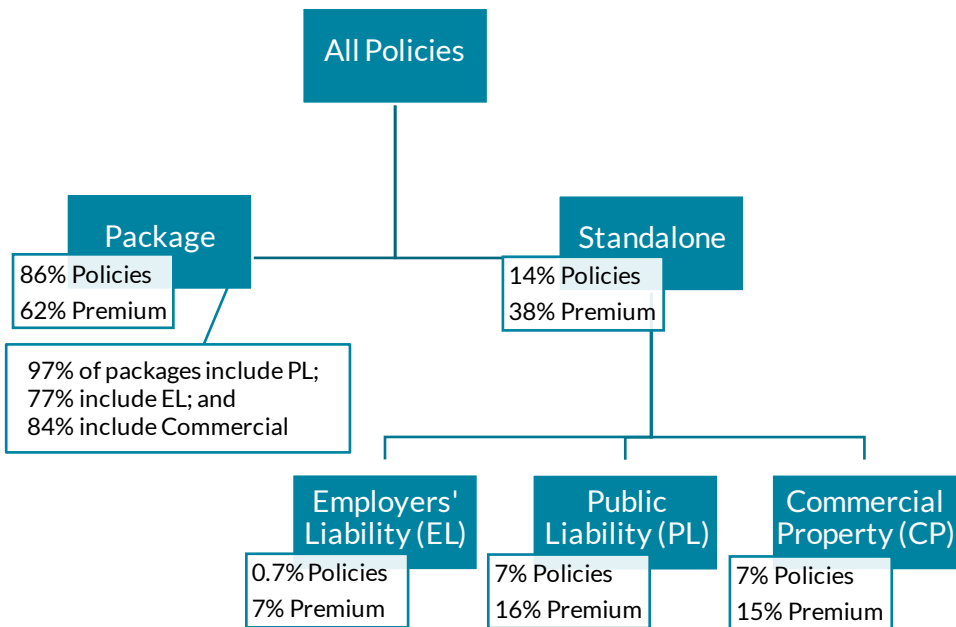 All Policies
Package
86% Policies
62% Premium
97% of packages include PL;
77% include EL; and
84% include Commercial
Standalone
14% Policies
38% Premium
Employers'
Liability (EL)
0.7% Policies
7% Premium
Public
Liability (PL)
7% Policies
16% Premium
Commercial
Property (CP)
7% Policies
15% Premium